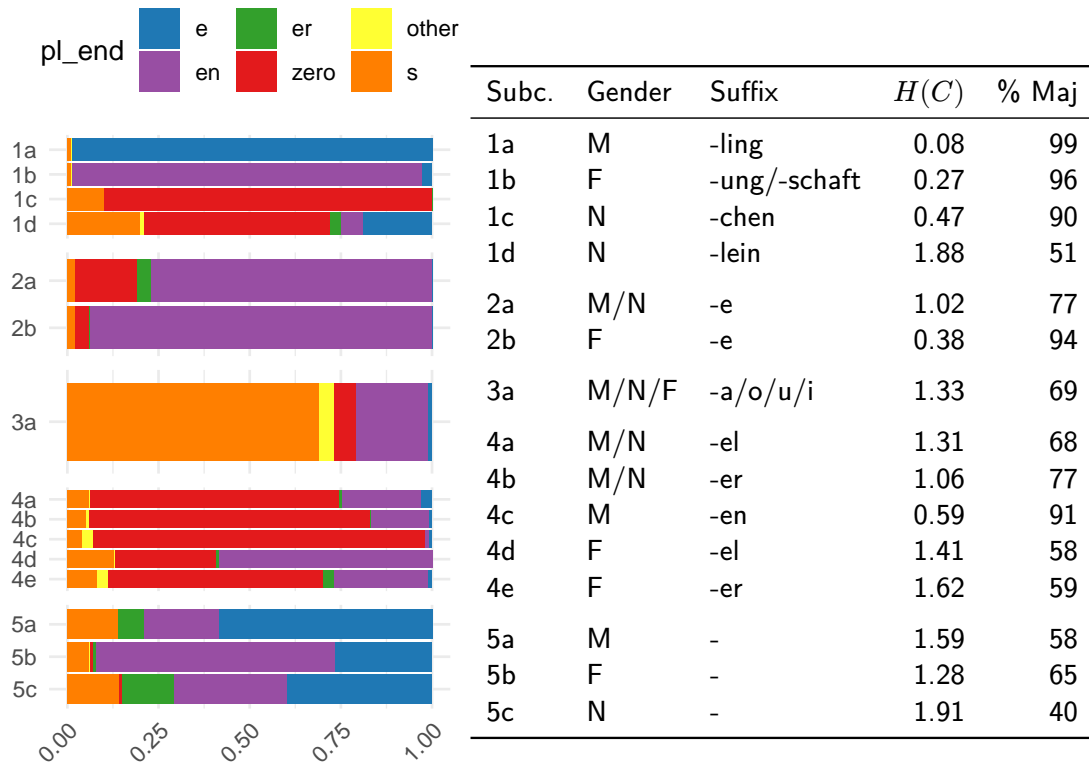 pl_end e er other
en zero s
1a
1b
1c
1d
2a
2b
3a
4a
4b
4c
4d
4e
5a
5b
5c
0.00 0.25 0.50 0.75 1.00
Subc. Gender Suffix H(C) % Maj
1a M -ling 0.08 99
1b F -ung/-schaft 0.27 96
1c N -chen 0.47 90
1d N -lein 1.88 51
2a M/N -e 1.02 77
2b F -e 0.38 94
3a M/N/F -a/o/u/i 1.33 69
4a M/N -el 1.31 68
4b M/N -er 1.06 77
4c M -en 0.59 91
4d F -el 1.41 58
4e F -er 1.62 59
5a M - 1.59 58
5b F - 1.28 65
5c N - 1.91 40